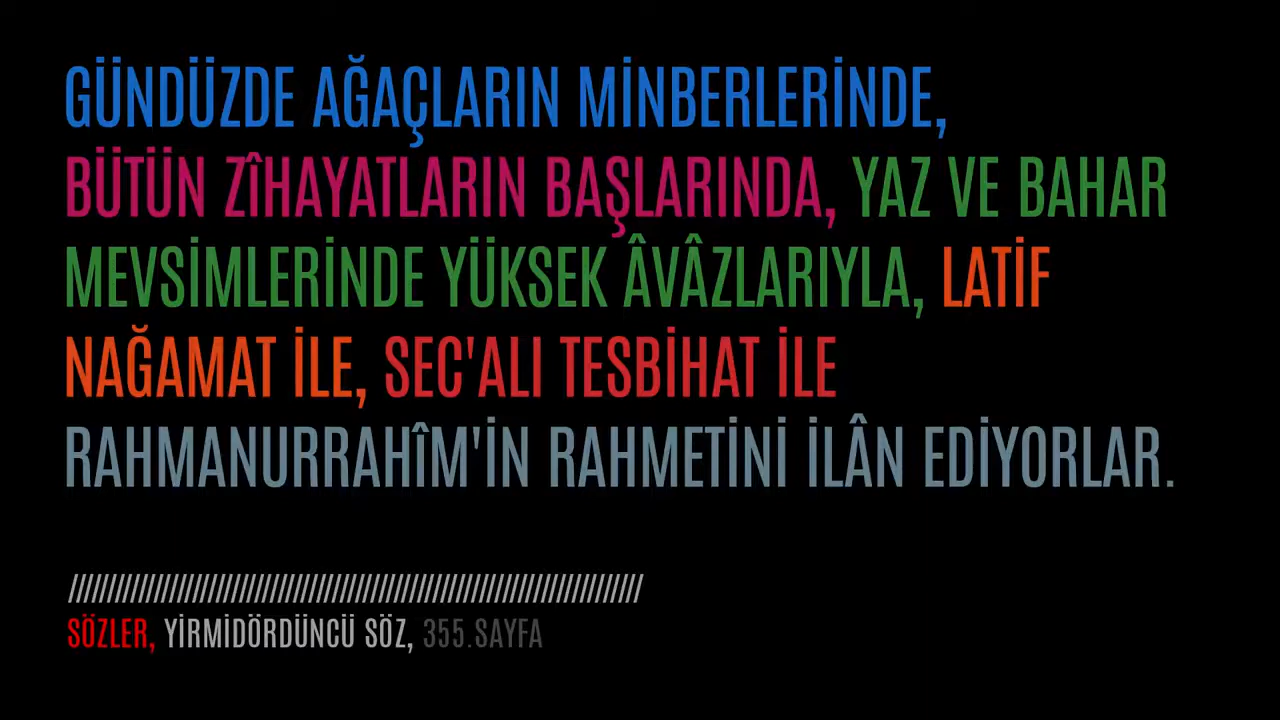 GÜNDÜZDE AĞAÇLARIN MİNBERLERİNDE,
BÜTÜN ZîHAYATLARIN BAŞLARINDA, YAZ VE BAHAR
MEVSİMLERİNDE YÜKSEK ÂVÂZLARIYLA, LATİF
NAĞAMAT İLE, SEC'ALI TESBİHAT İLE
RAHMANURRAHîM'İN RAHMETİNİ İLÂN EDİYORLAR.
////////////////////////////////////////////////////////////////////////
SÖZLER, YİRMİDÖRDÜNCÜ SÖZ, 355.SAYFA